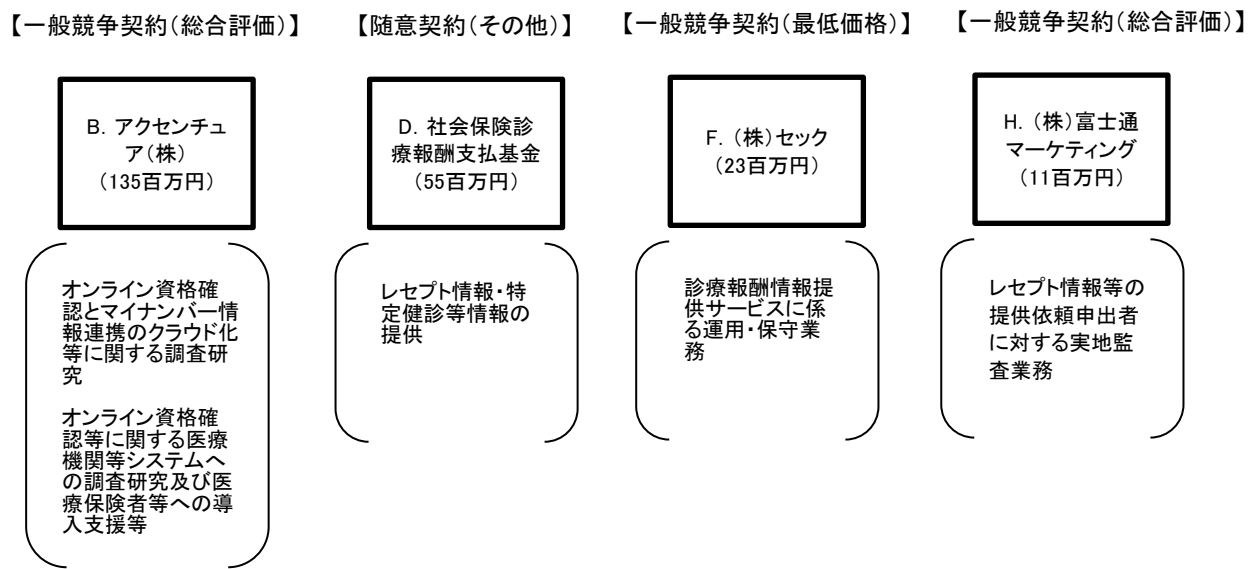 【一般競争契約(総合評価)】
【随意契約(その他)】
【一般競争契約(最低価格)】
【一般競争契約(総合評価)】
B. アクセンチュ
ア(株)
(135百万円)
D. 社会保険診
療報酬支払基金
(55百万円)
F. (株)セック
(23百万円)
H. (株)富士通
マーケティング
(11百万円)
オンライン資格確
認とマイナンバー情
報連携のクラウド化
等に関する調査研
究
オンライン資格確
認等に関する医療
機関等システムへ
の調査研究及び医
療保険者等への導
入支援等
レセプト情報・特
定健診等情報の
提供
診療報酬情報提
供サービスに係
る運用・保守業
務
レセプト情報等の
提供依頼申出者
に対する実地監
査業務